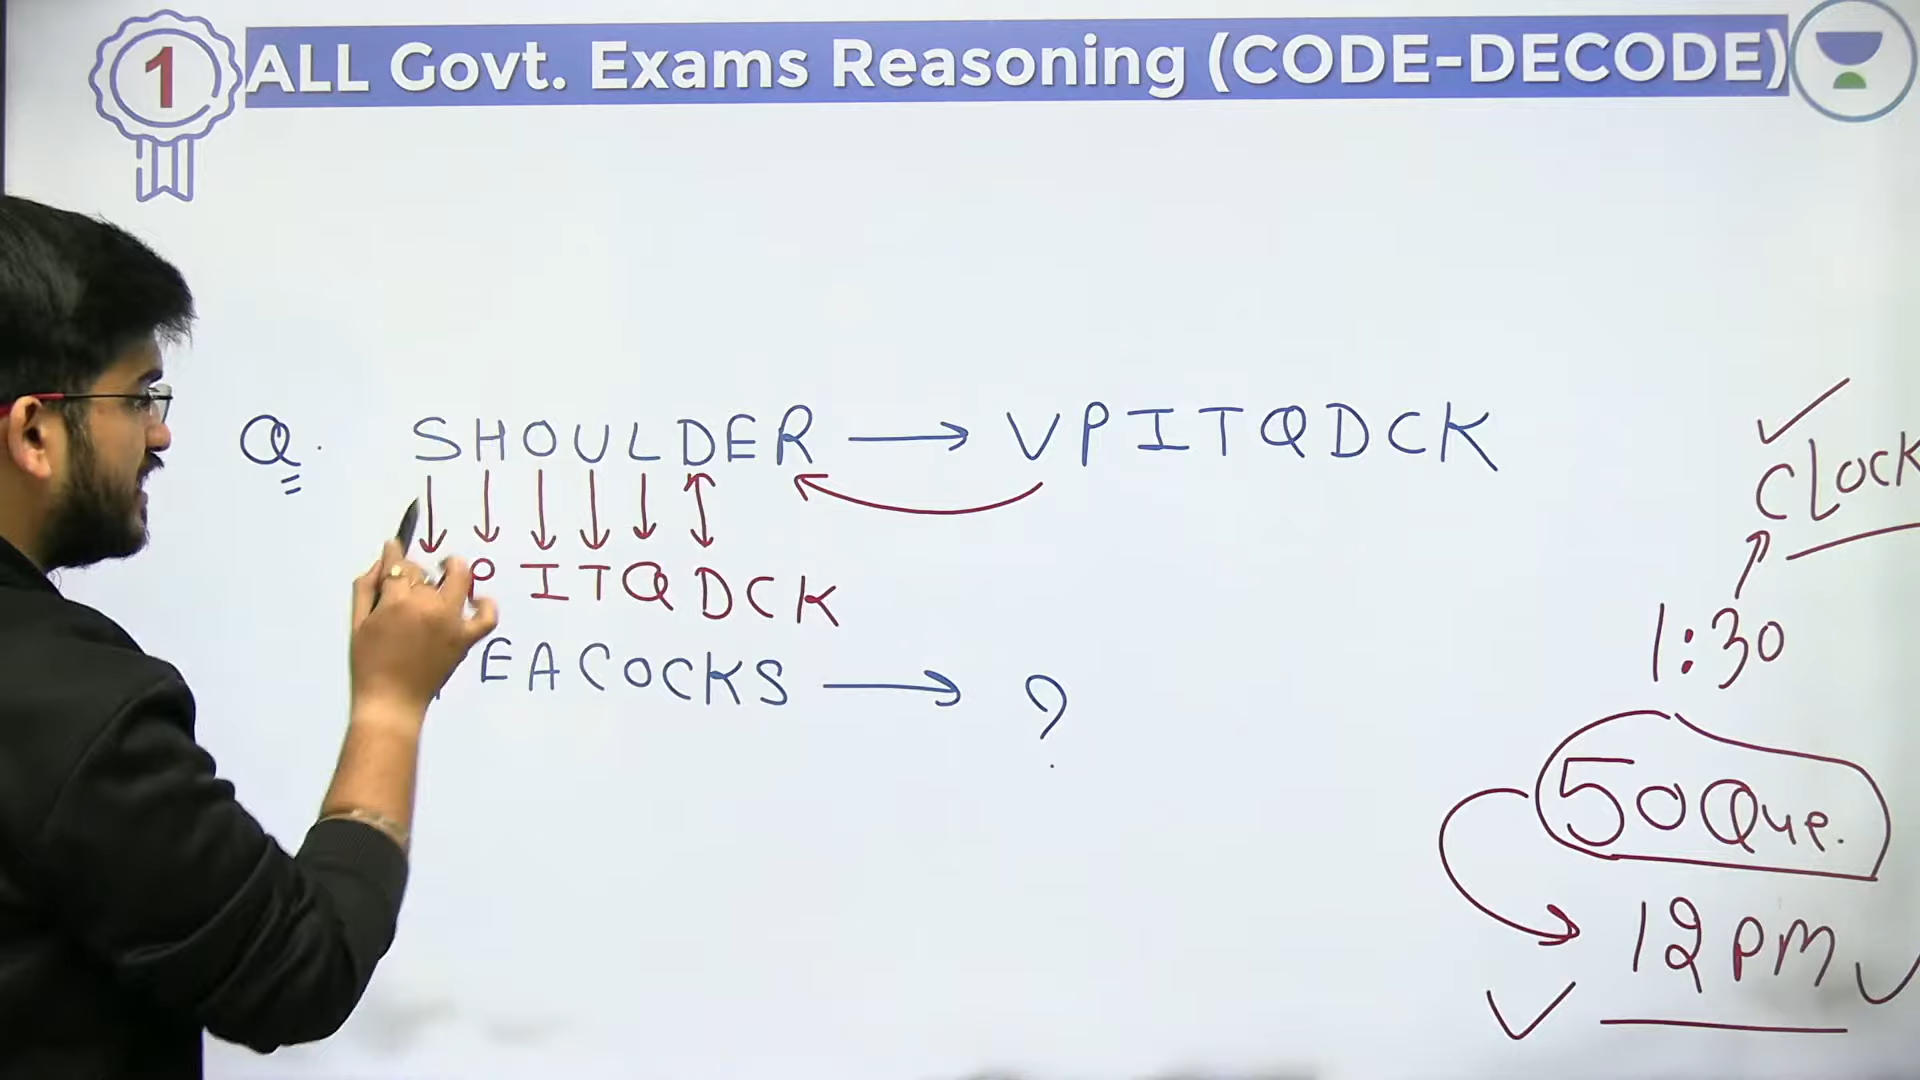 1 ALL Govt. Exams Reasoning (CODE-DECODE)
Q. SHOULDER → VPITQDCK
PITQDCK
EACOCKS → ?
CLOCK
1:30
50 Que.
12 PM